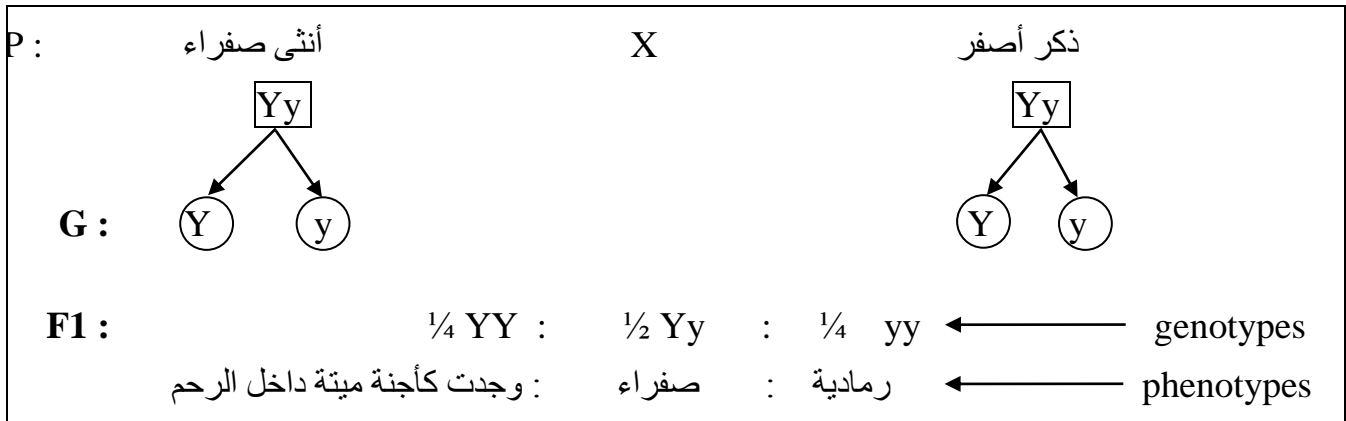 P : أنثى صفراء X ذكر أصفر
Yy Yy
G : Y y Y y
F1 : ¼ YY : ½ Yy : ¼ yy genotypes
وجدت كأجنة ميتة داخل الرحم : صفراء : رمادية phenotypes